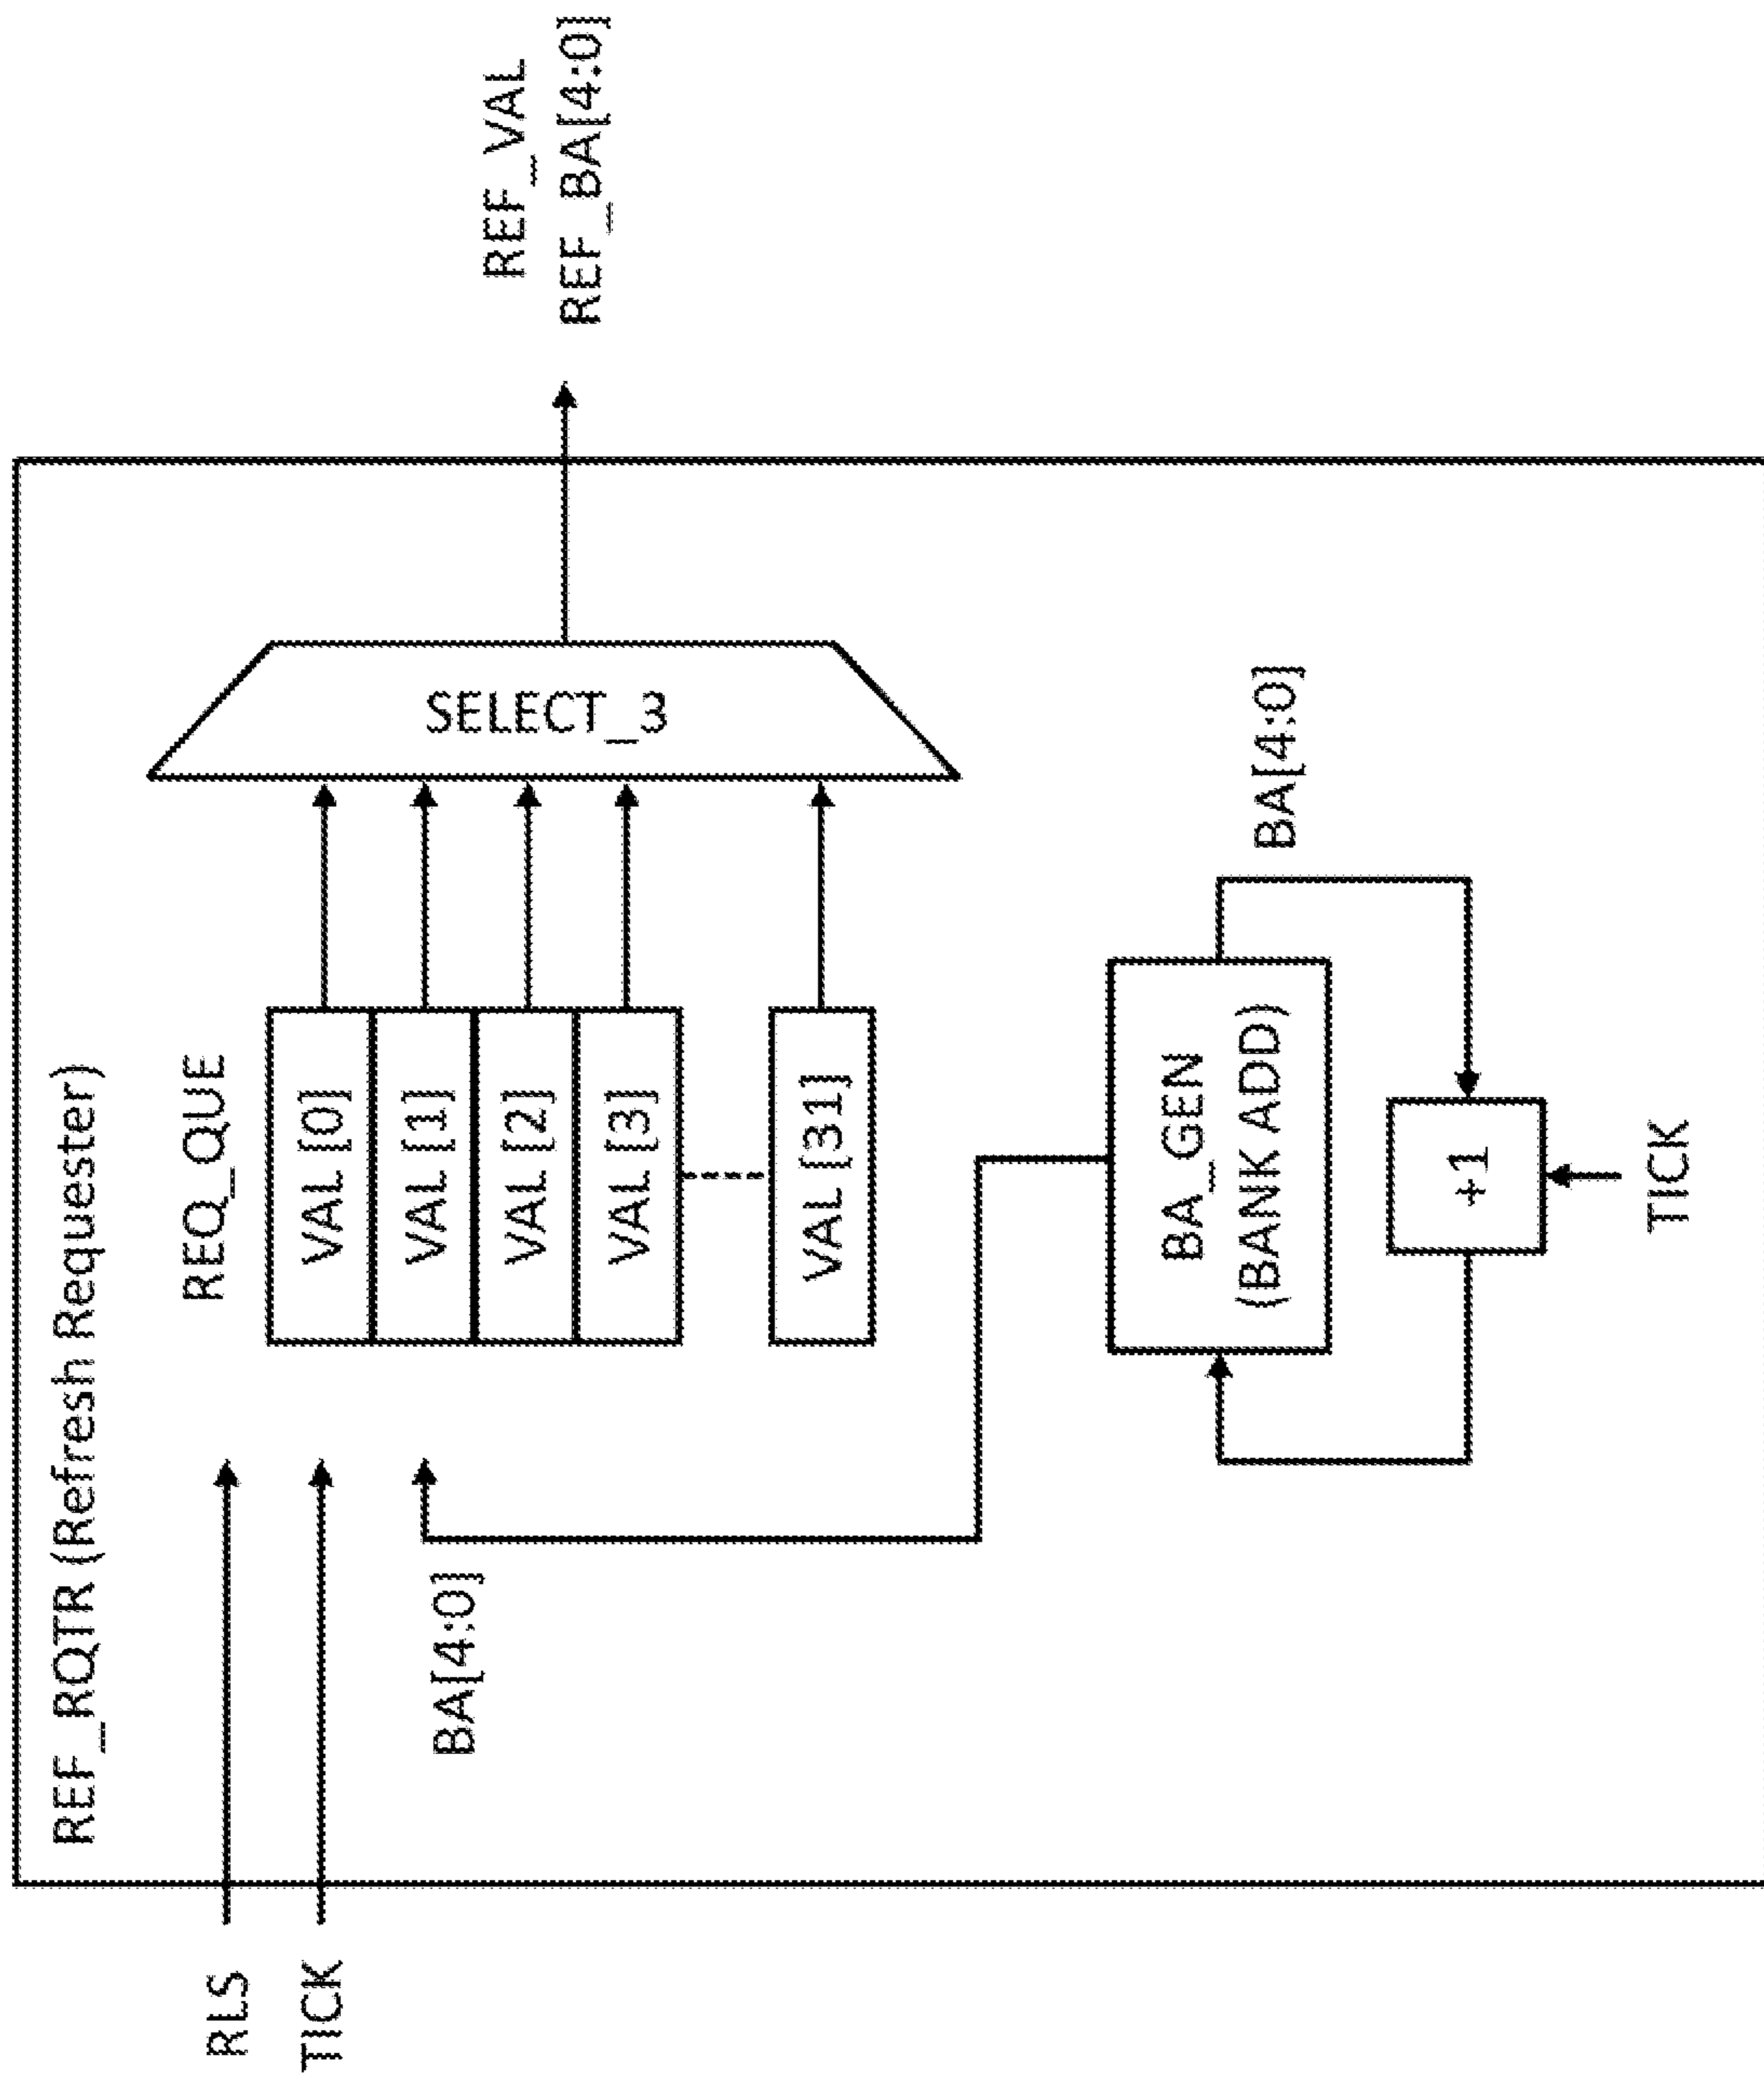 REF_RQTR (Refresh Requester)
RLS
TICK
REQ_QUE
VAL [0]
VAL [1]
VAL [2]
VAL [3]
VAL [31]
SELECT_3
REF_VAL
REF_BA[4:0]
BA[4:0]
BA_GEN
(BANK ADD)
BA[4:0]
+1
TICK